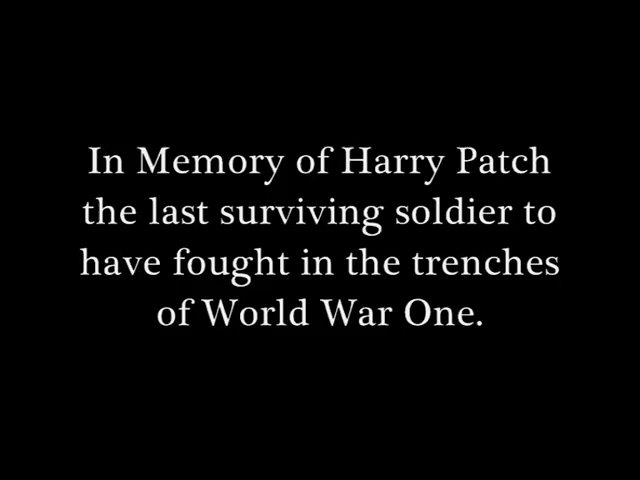 In Memory of Harry Patch
the last surviving soldier to
have fought in the trenches
of World War One.